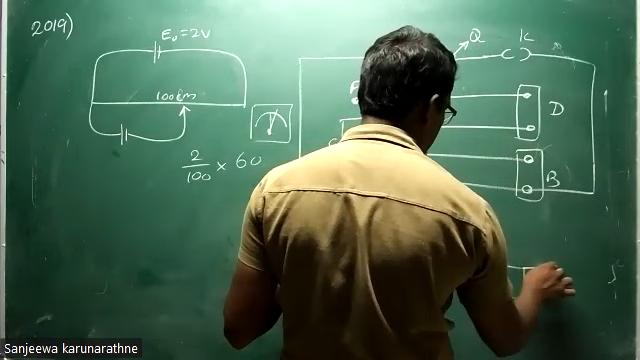 2019)
E₀=2V
100cm
2/100 × 60
Q
K
D
B
Sanjeewa karunarathne